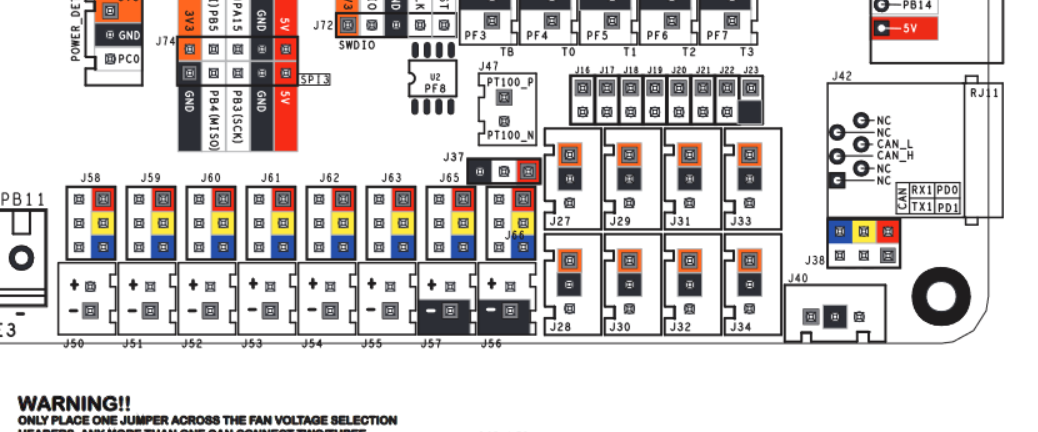 POWER_DE
GND
PC0
J74
3V3
PB5
PA15
GND
5V
GND
PB4(MISO)
PB3(SCK)
GND
5V
SPI3
J72
SWDIO
U2
PF8
PF3
PF4
PF5
PF6
PF7
TB
T0
T1
T2
T3
J47
PT100_P
PT100_N
J16
J17
J18
J19
J20
J21
J22
J23
PB14
5V
J42
RJ11
NC
NC
CAN_L
CAN_H
NC
NC
CAN
RX1 PD0
TX1 PD1
J37
PB11
J58
J59
J60
J61
J62
J63
J65
J66
J27
J29
J31
J33
J38
J28
J30
J32
J34
J40
+ + + + + + + +
- - - - - - - -
E3
J50
J51
J52
J53
J54
J55
J57
J56
WARNING!!
ONLY PLACE ONE JUMPER ACROSS THE FAN VOLTAGE SELECTION